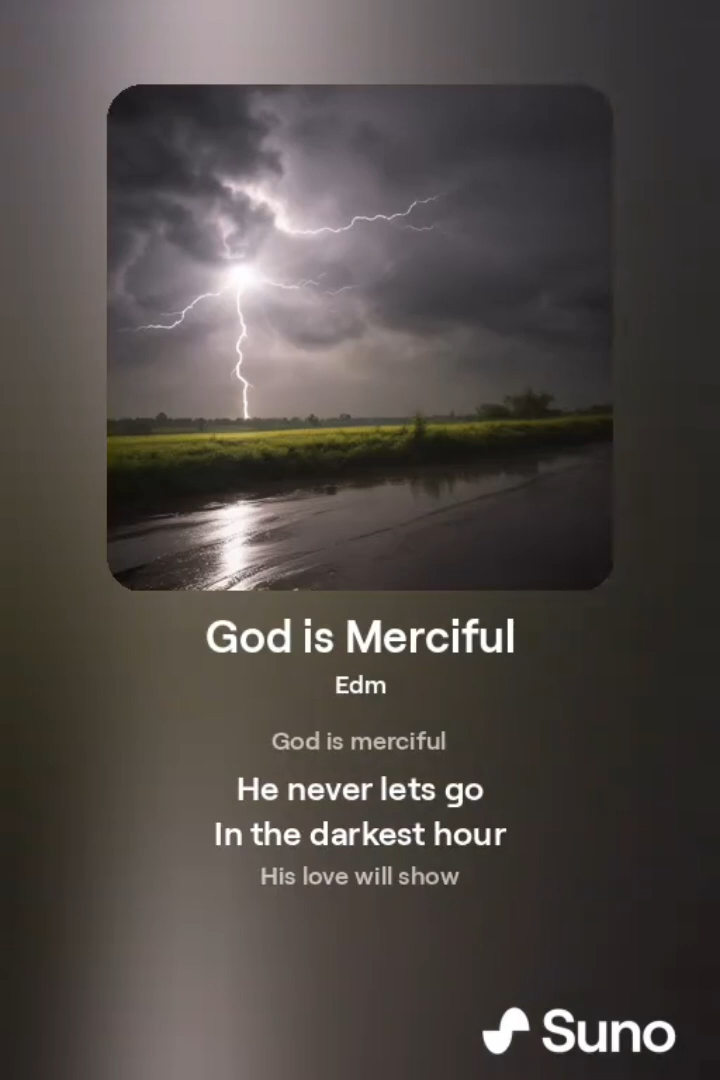 God is Merciful
Edm
God is merciful
He never lets go
In the darkest hour
His love will show
Suno